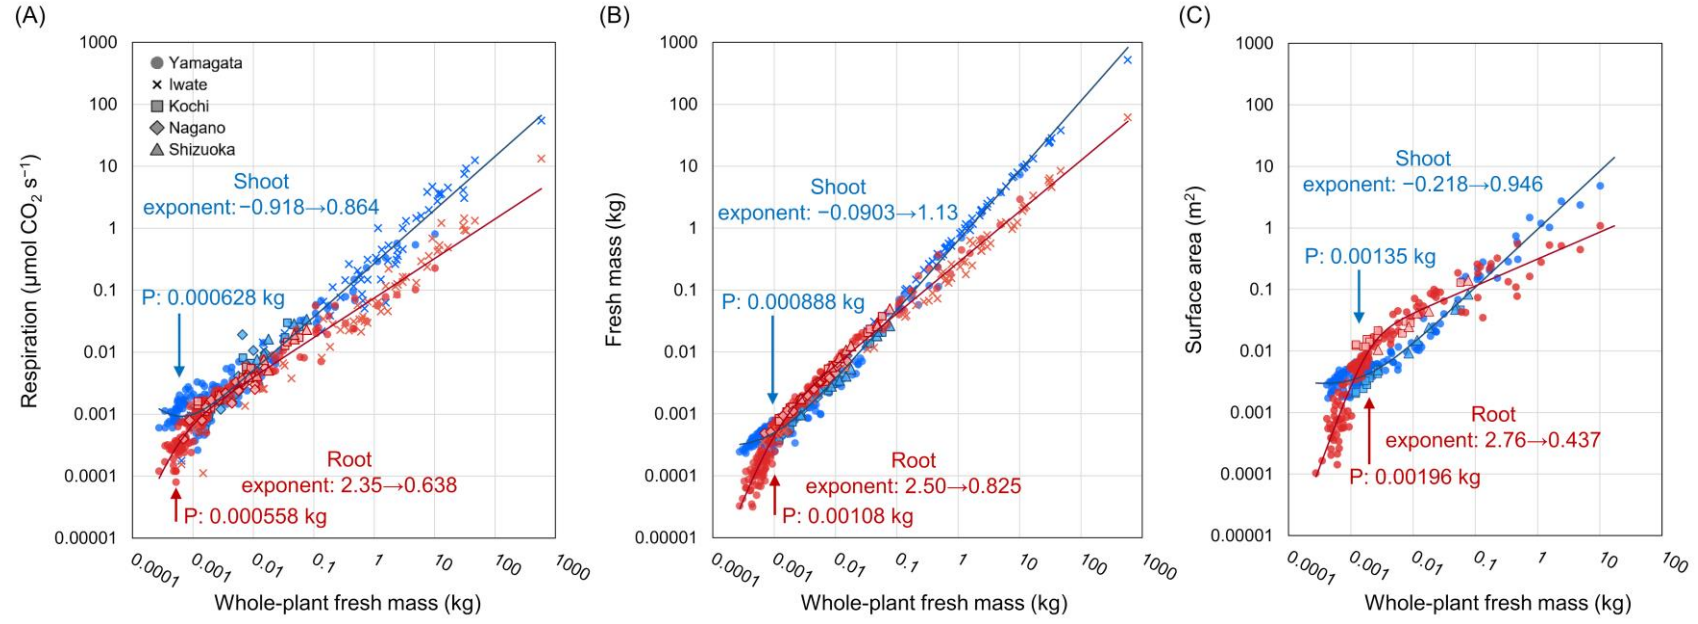 (A)
1000
100
10
1
0.1
0.01
0.001
0.0001
0.00001
Respiration (μmol CO₂ s⁻¹)
Yamagata
Iwate
Kochi
Nagano
Shizuoka
Shoot
exponent: −0.918→0.864
P: 0.000628 kg
Root
exponent: 2.35→0.638
P: 0.000558 kg
0.0001 0.001 0.01 0.1 1 10 100 1000
Whole-plant fresh mass (kg)
(B)
1000
100
10
1
0.1
0.01
0.001
0.0001
0.00001
Fresh mass (kg)
Shoot
exponent: −0.0903→1.13
P: 0.000888 kg
Root
exponent: 2.50→0.825
P: 0.00108 kg
0.0001 0.001 0.01 0.1 1 10 100 1000
Whole-plant fresh mass (kg)
(C)
1000
100
10
1
0.1
0.01
0.001
0.0001
0.00001
Surface area (m²)
Shoot
exponent: −0.218→0.946
P: 0.00135 kg
Root
exponent: 2.76→0.437
P: 0.00196 kg
0.0001 0.001 0.01 0.1 1 10 100
Whole-plant fresh mass (kg)